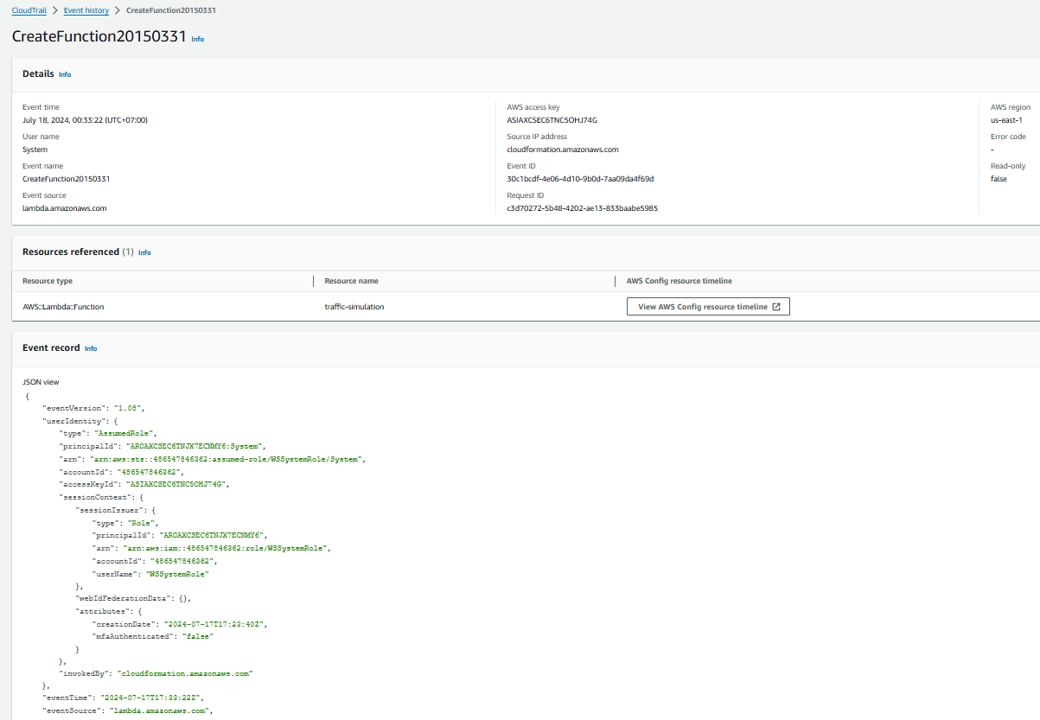 CloudTrail > Event history > CreateFunction20150331
CreateFunction20150331 Info
Details Info
Event time
July 18, 2024, 00:33:22 (UTC+07:00)
User name
System
Event name
CreateFunction20150331
Event source
lambda.amazonaws.com
AWS access key
ASIAXCSEC6TNC5OHJ74G
Source IP address
cloudformation.amazonaws.com
Event ID
30c1bcdf-4e06-4d10-9b0d-7aa09da4f69d
Request ID
c3d70272-5b48-4202-ae13-833baabe5985
AWS region
us-east-1
Error code
-
Read-only
false
Resources referenced (1) Info
Resource type Resource name AWS Config resource timeline
AWS::Lambda::Function traffic-simulation View AWS Config resource timeline
Event record Info
JSON view
{
"eventVersion": "1.08",
"userIdentity": {
"type": "AssumedRole",
"principalId": "AROAXCSEC6TNJX7ECNMY6:System",
"arn": "arn:aws:sts::486547846362:assumed-role/WSSystemRole/System",
"accountId": "486547846362",
"accessKeyId": "ASIAXCSEC6TNC5OHJ74G",
"sessionContext": {
"sessionIssuer": {
"type": "Role",
"principalId": "AROAXCSEC6TNJX7ECNMY6",
"arn": "arn:aws:iam::486547846362:role/WSSystemRole",
"accountId": "486547846362",
"userName": "WSSystemRole"
},
"webIdFederationData": {},
"attributes": {
"creationDate": "2024-07-17T17:23:40Z",
"mfaAuthenticated": "false"
}
},
"invokedBy": "cloudformation.amazonaws.com"
},
"eventTime": "2024-07-17T17:33:22Z",
"eventSource": "lambda.amazonaws.com",